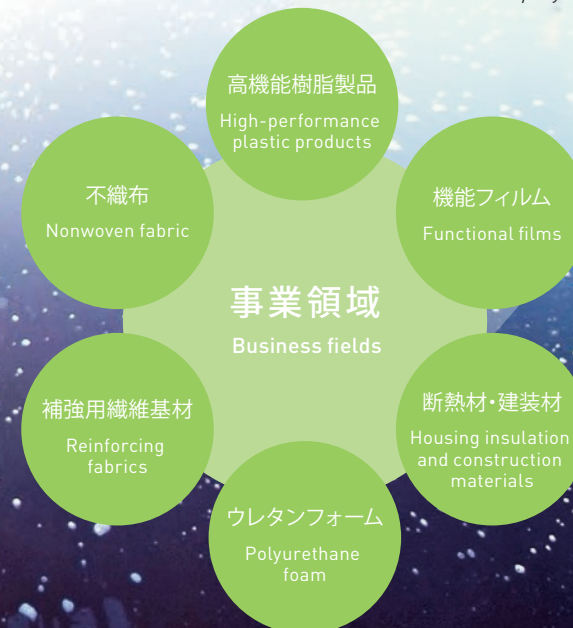 高機能樹脂製品
High-performance
plastic products
不織布
Nonwoven fabric
機能フィルム
Functional films
事業領域
Business fields
補強用繊維基材
Reinforcing
fabrics
断熱材・建装材
Housing insulation
and construction
materials
ウレタンフォーム
Polyurethane
foam